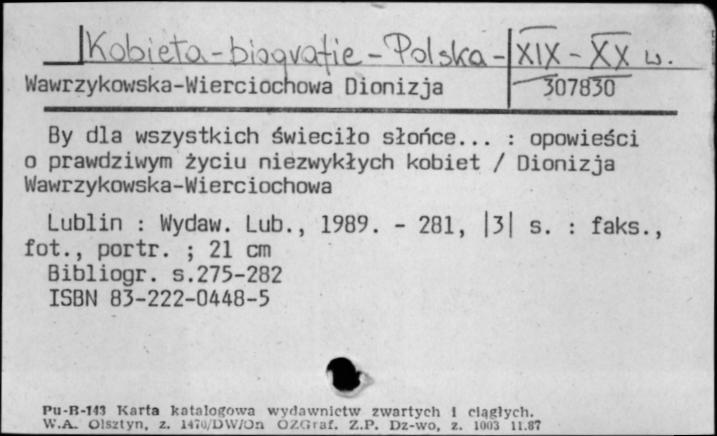 Kobieta - biografie - Polska - XIX - XX w.
Wawrzykowska-Wierciochowa Dionizja
307830
By dla wszystkich świeciło słońce... : opowieści
o prawdziwym życiu niezwykłych kobiet / Dionizja
Wawrzykowska-Wierciochowa
Lublin : Wydaw. Lub., 1989. - 281, |3| s. : faks.,
fot., portr. ; 21 cm
Bibliogr. s.275-282
ISBN 83-222-0448-5
Pu-B-143 Karta katalogowa wydawnictw zwartych i ciągłych.
W.A. Olsztyn, z. 1470/DW/On OZGraf. Z.P. Dz-wo, z. 1003 11.87